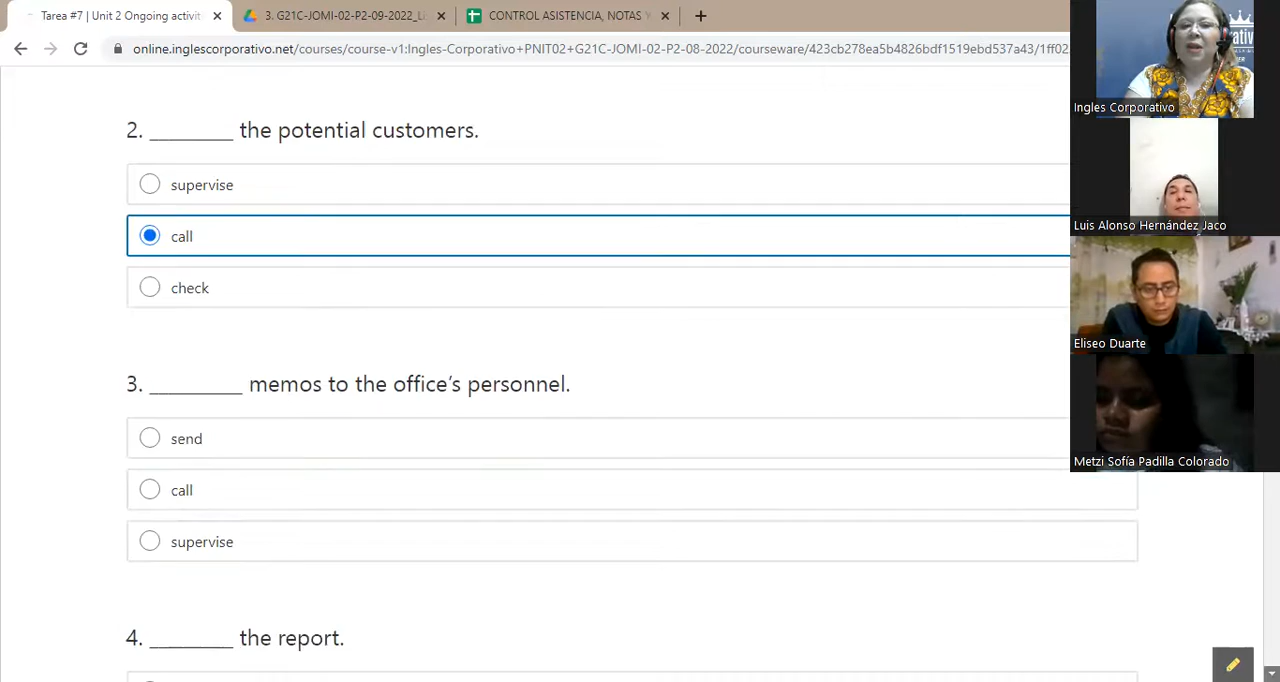 Tarea #7 | Unit 2 Ongoing activit
3. G21C-JOMI-02-P2-09-2022_Li
CONTROL ASISTENCIA, NOTAS Y
online.inglescorporativo.net/courses/course-v1:Ingles-Corporativo+PNIT02+G21C-JOMI-02-P2-08-2022/courseware/423cb278ea5b4826bdf1519ebd537a43/1ff02
2. ________ the potential customers.
supervise
call
check
3. ________ memos to the office's personnel.
send
call
supervise
4. ________ the report.
Ingles Corporativo
Luis Alonso Hernández Jaco
Eliseo Duarte
Metzi Sofía Padilla Colorado